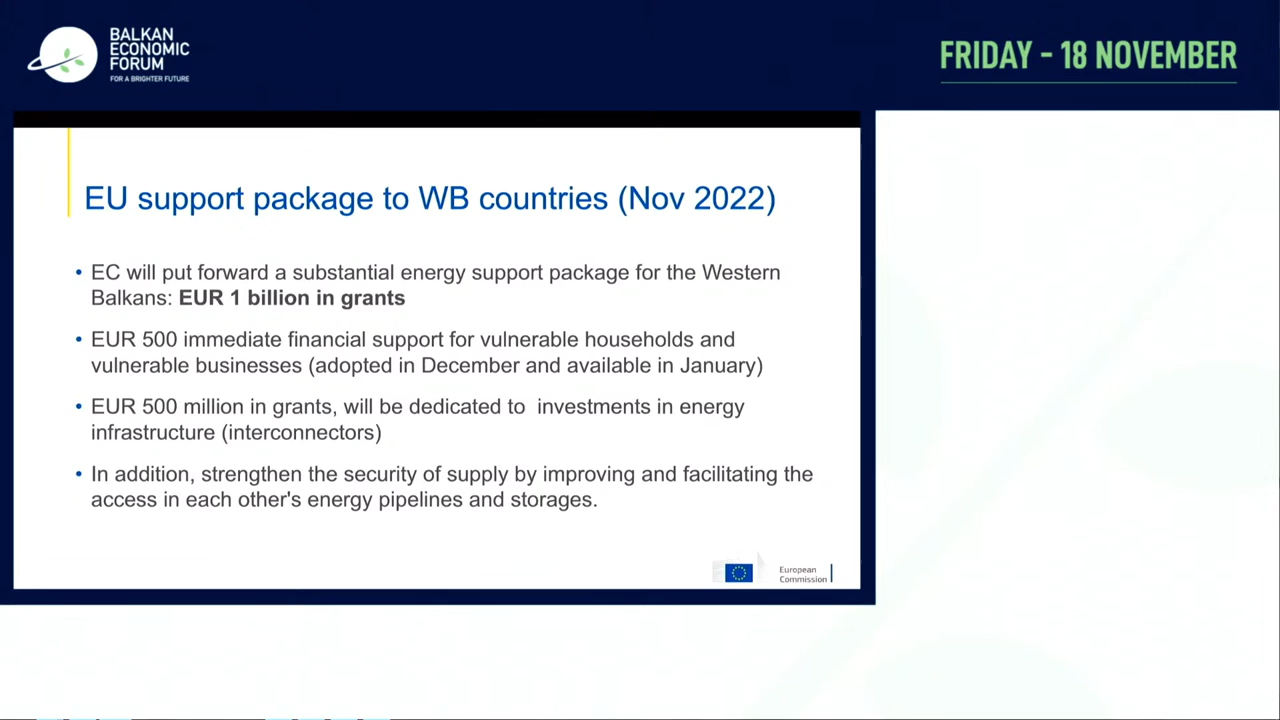 BALKAN
ECONOMIC
FORUM
FOR A BRIGHTER FUTURE
FRIDAY - 18 NOVEMBER
EU support package to WB countries (Nov 2022)
• EC will put forward a substantial energy support package for the Western
Balkans: EUR 1 billion in grants
• EUR 500 immediate financial support for vulnerable households and
vulnerable businesses (adopted in December and available in January)
• EUR 500 million in grants, will be dedicated to  investments in energy
infrastructure (interconnectors)
• In addition, strengthen the security of supply by improving and facilitating the
access in each other's energy pipelines and storages.
European
Commission